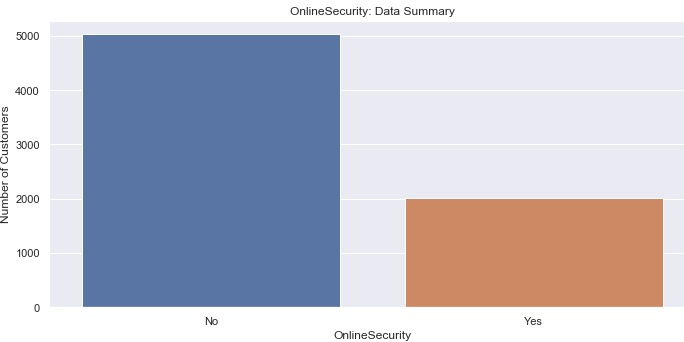 OnlineSecurity: Data Summary
Number of Customers
5000
4000
3000
2000
1000
0
No
Yes
OnlineSecurity